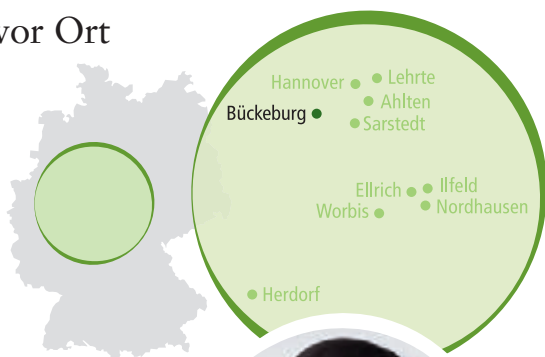 vor Ort
Hannover
Lehrte
Ahlten
Bückeburg
Sarstedt
Ellrich
Ilfeld
Worbis
Nordhausen
Herdorf